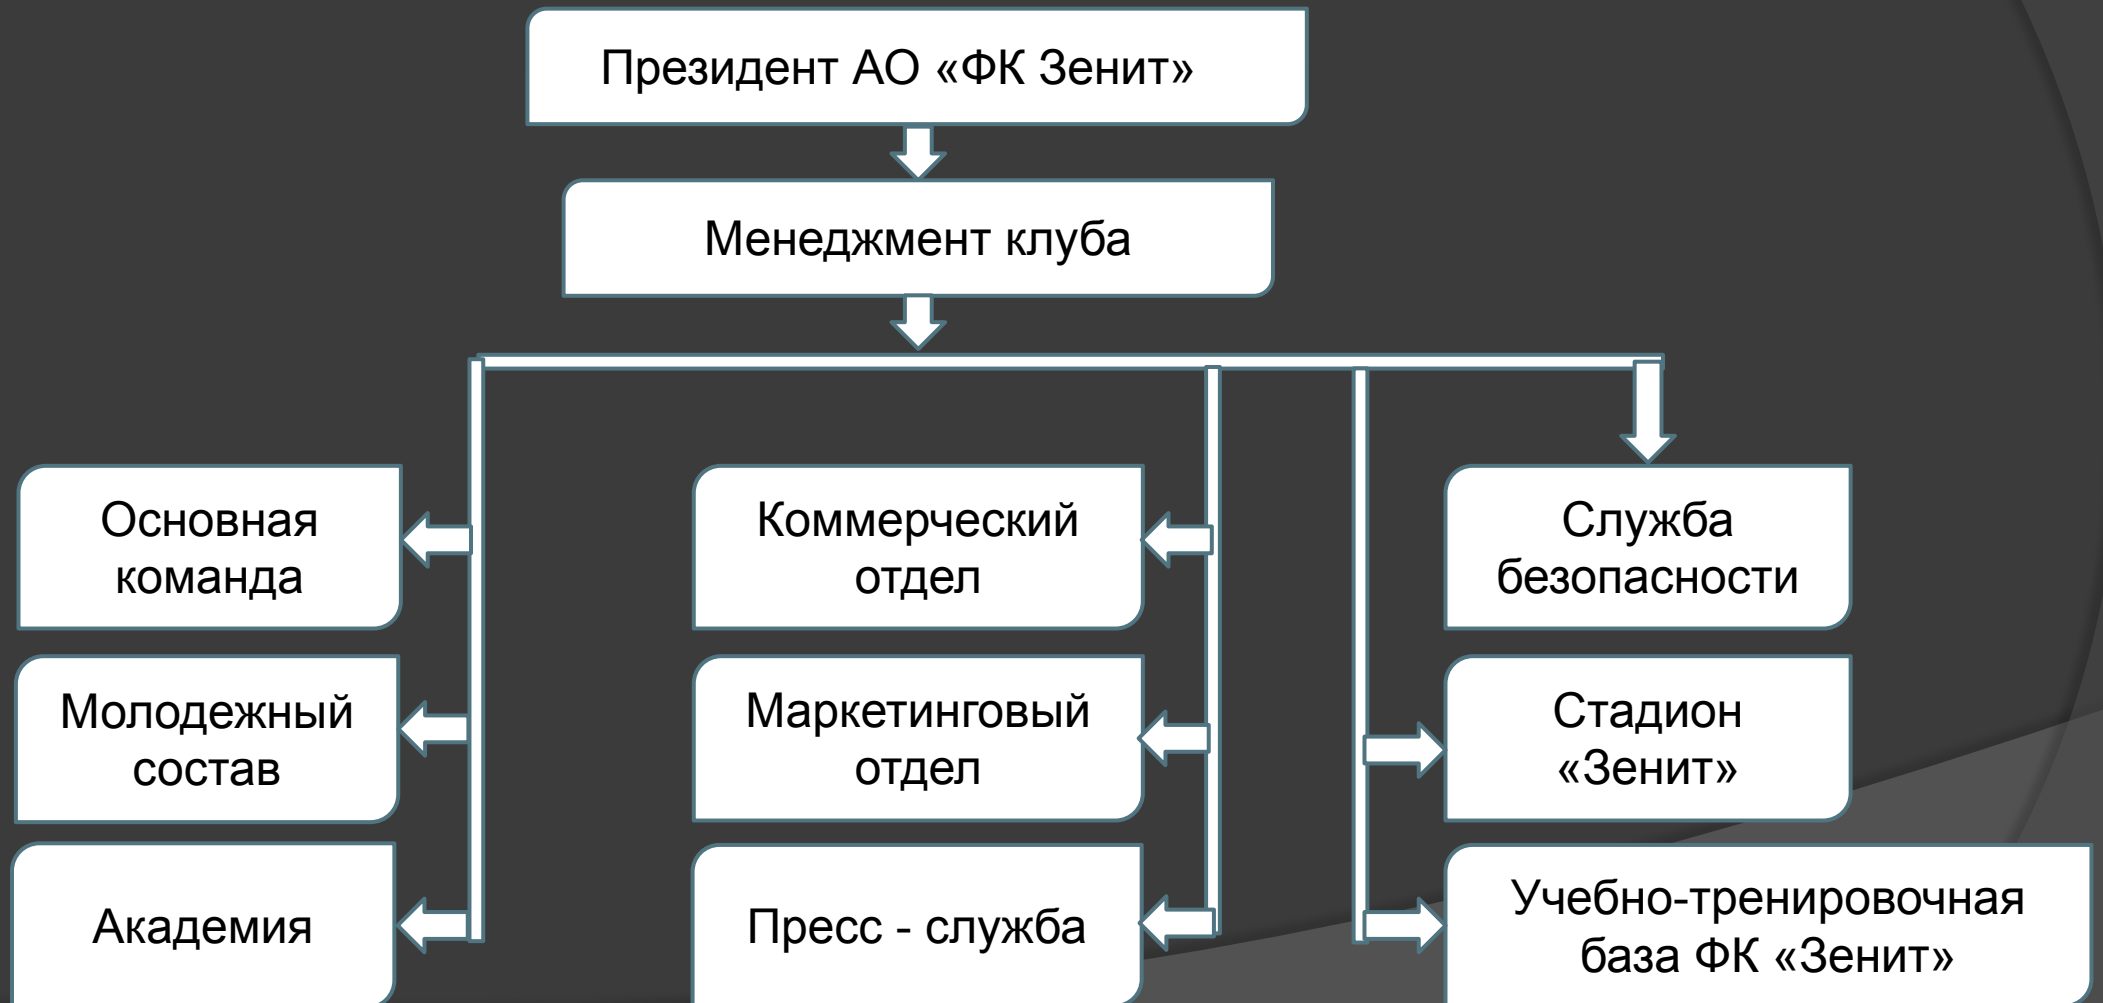 Президент АО «ФК Зенит»
Менеджмент клуба
Основная
команда
Коммерческий
отдел
Служба
безопасности
Молодежный
состав
Маркетинговый
отдел
Стадион
«Зенит»
Академия
Пресс - служба
Учебно-тренировочная
база ФК «Зенит»